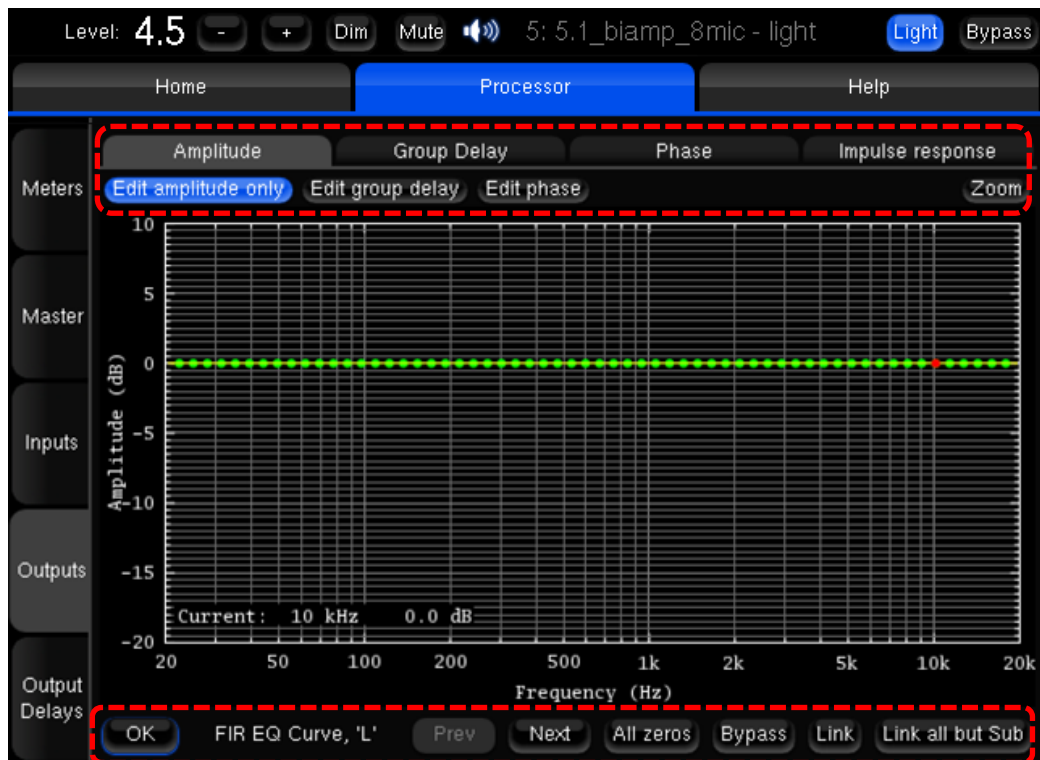 Level: 4.5 - + Dim Mute 5: 5.1_biamp_8mic - light Light Bypass
Home Processor Help
Amplitude Group Delay Phase Impulse response
Meters
Edit amplitude only Edit group delay Edit phase Zoom
10
5
Master
0
Amplitude (dB)
Inputs
-5
-10
Outputs
-15
Current: 10 kHz 0.0 dB
-20
20 50 100 200 500 1k 2k 5k 10k 20k
Frequency (Hz)
Output
Delays
OK FIR EQ Curve, 'L' Prev Next All zeros Bypass Link Link all but Sub